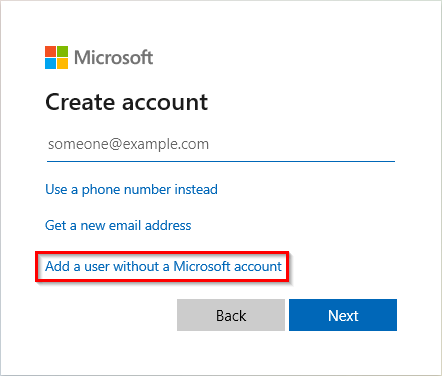 Microsoft
Create account
someone@example.com
Use a phone number instead
Get a new email address
Add a user without a Microsoft account
Back
Next